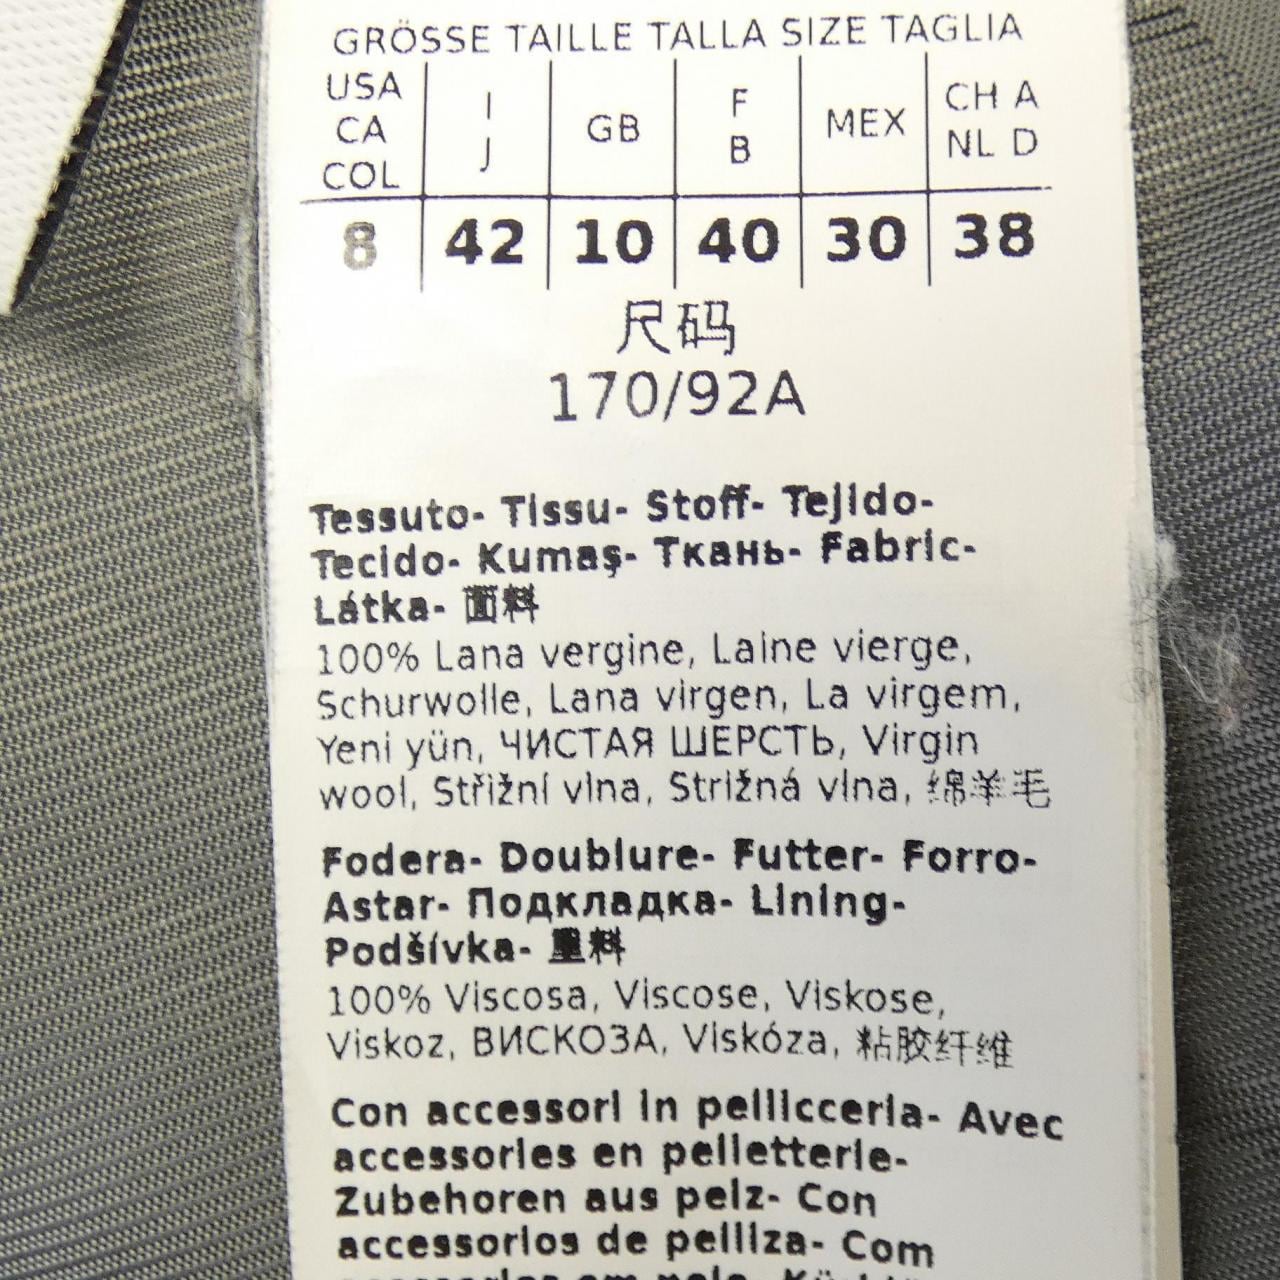 GRÖSSE TAILLE TALLA SIZE TAGLIA
USA CA COL | I J | GB | F B | MEX | CH A NL D
8 | 42 | 10 | 40 | 30 | 38
尺码
170/92A
Tessuto- Tissu- Stoff- Tejido-
Tecido- Kumaş- Ткань- Fabric-
Látka- 面料
100% Lana vergine, Laine vierge,
Schurwolle, Lana virgen, La virgem,
Yeni yün, ЧИСТАЯ ШЕРСТЬ, Virgin
wool, Střižní vlna, Strižná vlna, 绵羊毛
Fodera- Doublure- Futter- Forro-
Astar- Подкладка- Lining-
Podšívka- 里料
100% Viscosa, Viscose, Viskose,
Viskoz, ВИСКОЗА, Viskóza, 粘胶纤维
Con accessori in pellicceria- Avec
accessories en pelletterie-
Zubehoren aus pelz- Con
accessorios de pelliza- Com